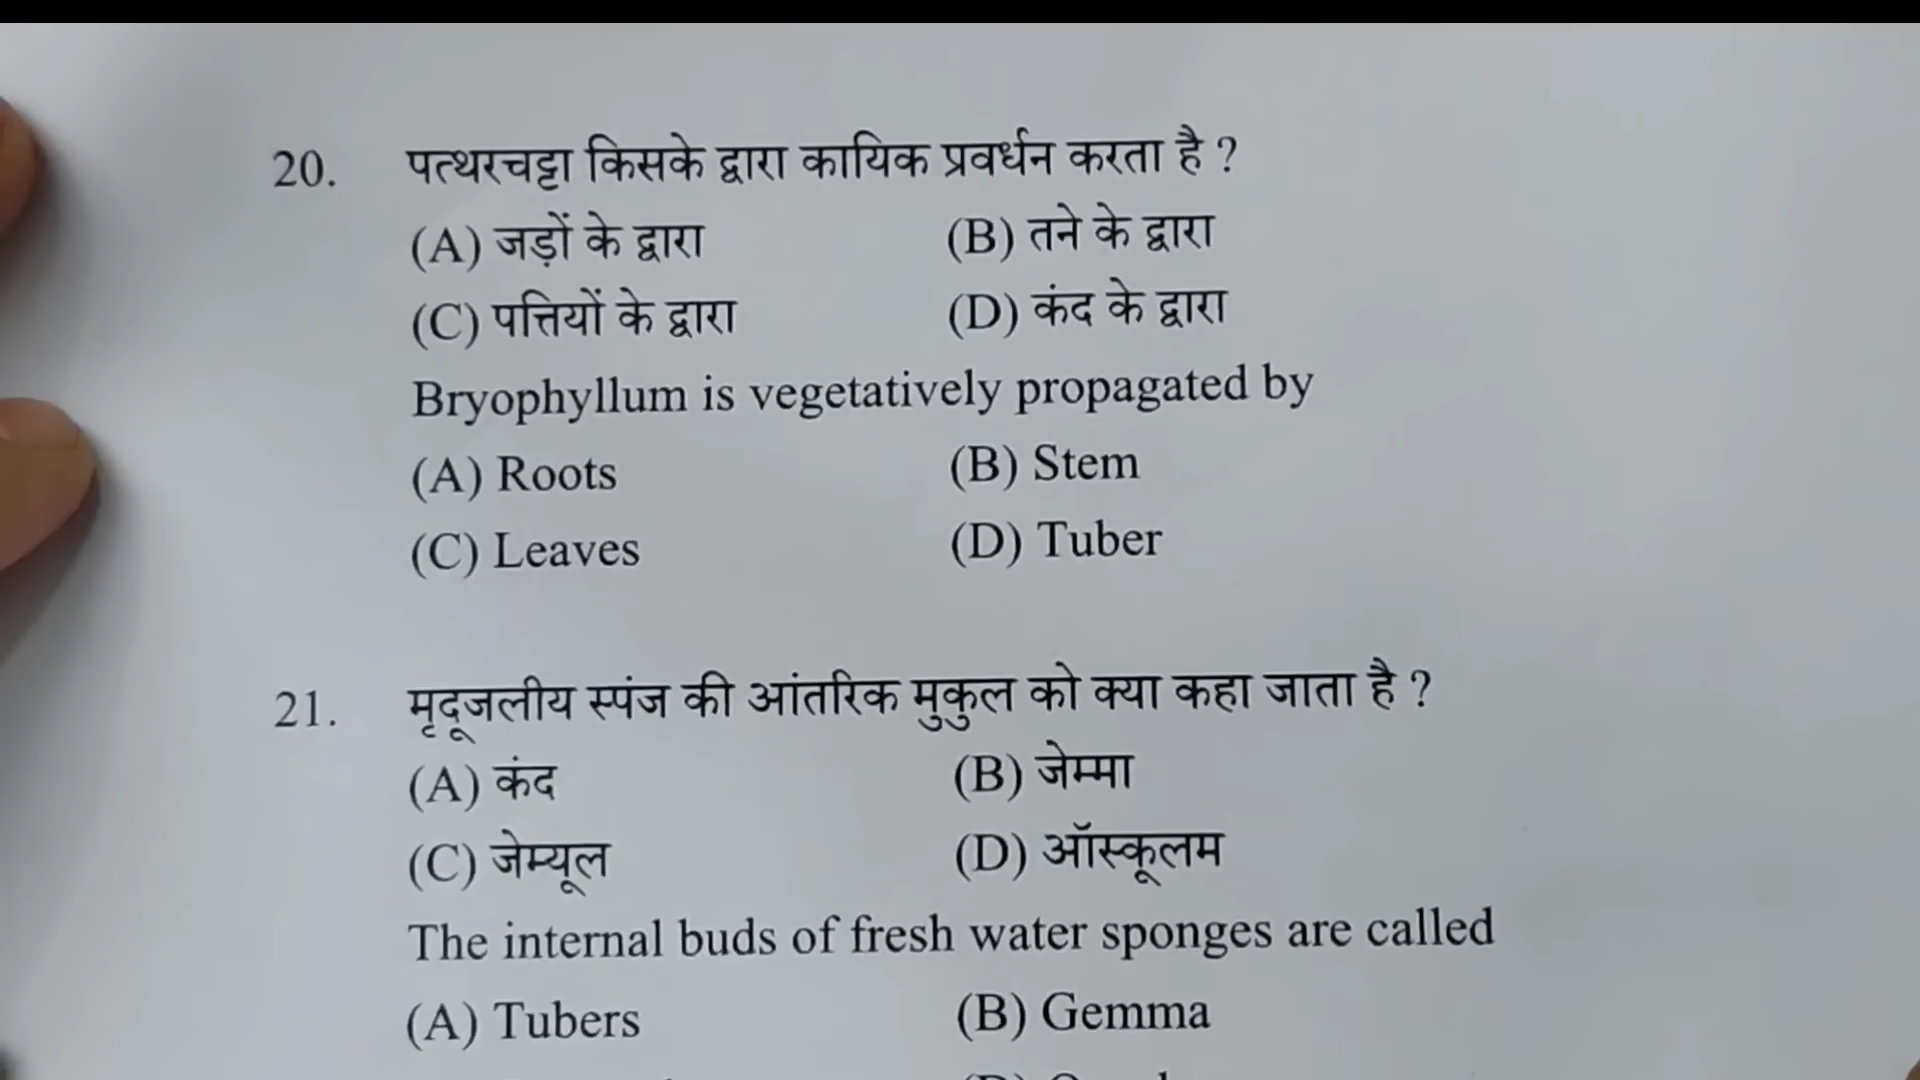 20. पत्थरचट्टा किसके द्वारा कायिक प्रवर्धन करता है ?
(A) जड़ों के द्वारा (B) तने के द्वारा
(C) पत्तियों के द्वारा (D) कंद के द्वारा
Bryophyllum is vegetatively propagated by
(A) Roots (B) Stem
(C) Leaves (D) Tuber
21. मृदूजलीय स्पंज की आंतरिक मुकुल को क्या कहा जाता है ?
(A) कंद (B) जेम्मा
(C) जेम्यूल (D) ऑस्कूलम
The internal buds of fresh water sponges are called
(A) Tubers (B) Gemma